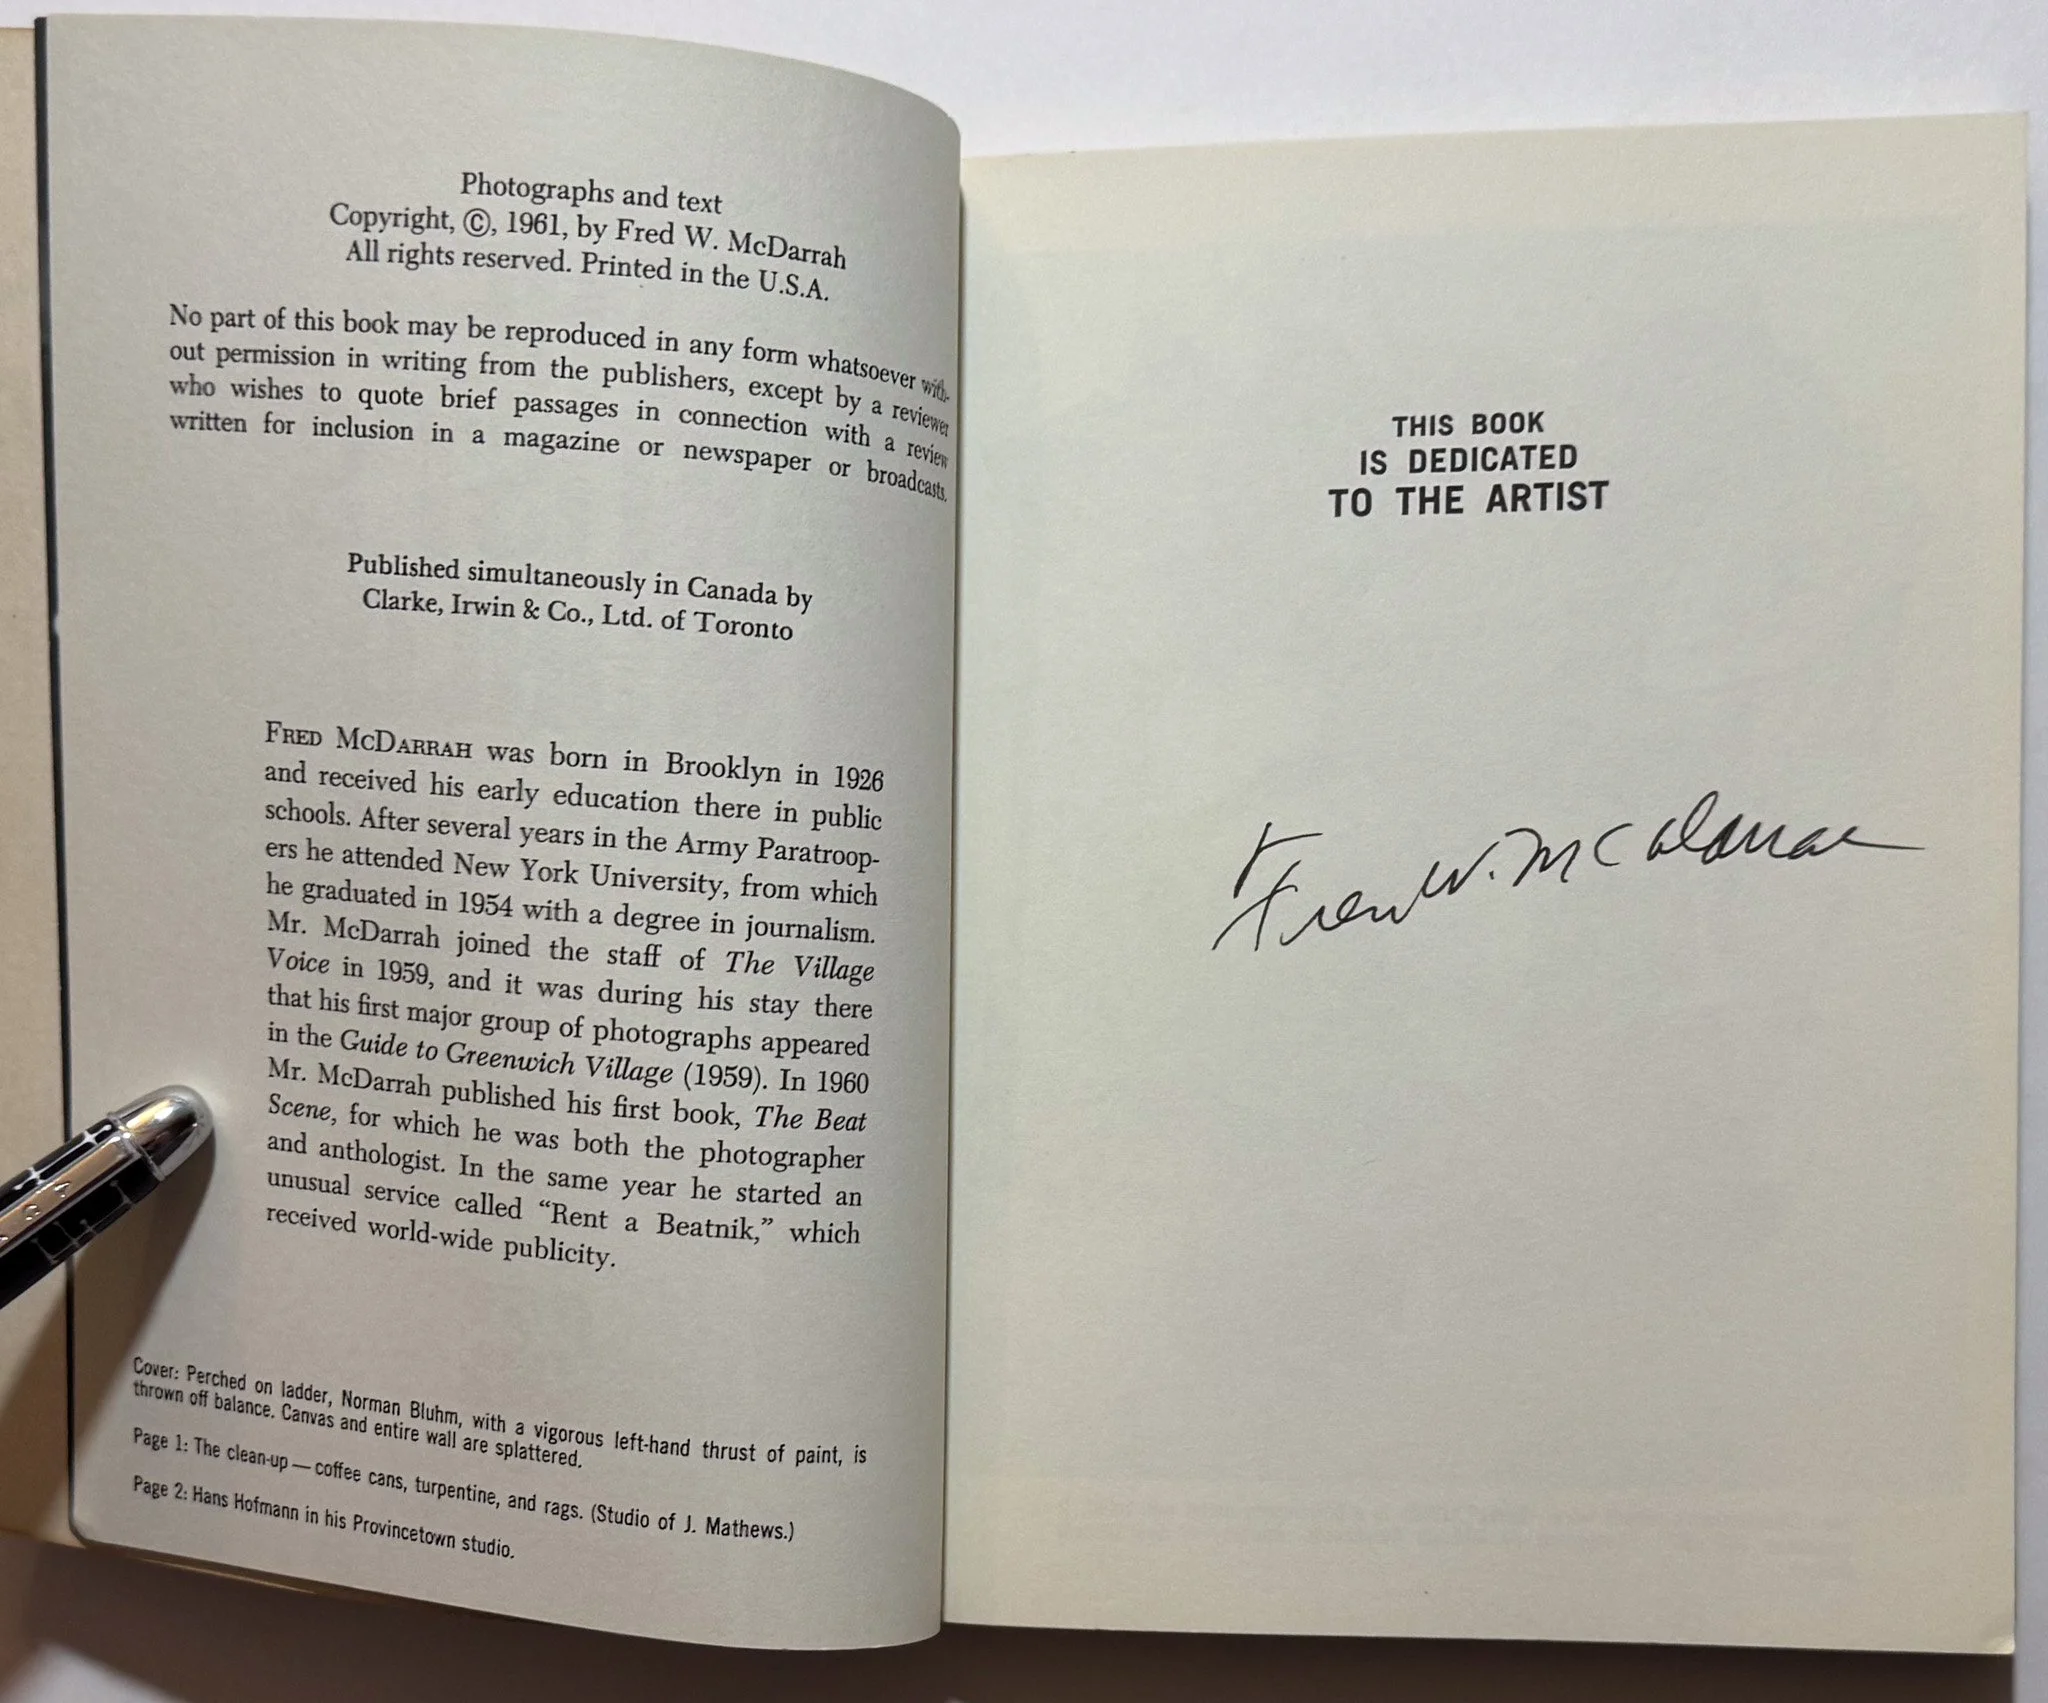 Photographs and text
Copyright, ©, 1961, by Fred W. McDarrah
All rights reserved. Printed in the U.S.A.
No part of this book may be reproduced in any form whatsoever with-
out permission in writing from the publishers, except by a reviewer
who wishes to quote brief passages in connection with a review
written for inclusion in a magazine or newspaper or broadcasts.
Published simultaneously in Canada by
Clarke, Irwin & Co., Ltd. of Toronto
FRED MCDARRAH was born in Brooklyn in 1926
and received his early education there in public
schools. After several years in the Army Paratroop-
ers he attended New York University, from which
he graduated in 1954 with a degree in journalism.
Mr. McDarrah joined the staff of The Village
Voice in 1959, and it was during his stay there
that his first major group of photographs appeared
in the Guide to Greenwich Village (1959). In 1960
Mr. McDarrah published his first book, The Beat
Scene, for which he was both the photographer
and anthologist. In the same year he started an
unusual service called “Rent a Beatnik,” which
received world-wide publicity.
Cover: Perched on ladder, Norman Bluhm, with a vigorous left-hand thrust of paint, is
thrown off balance. Canvas and entire wall are splattered.
Page 1: The clean-up — coffee cans, turpentine, and rags. (Studio of J. Mathews.)
Page 2: Hans Hofmann in his Provincetown studio.
THIS BOOK
IS DEDICATED
TO THE ARTIST
Fred W. McDarrah